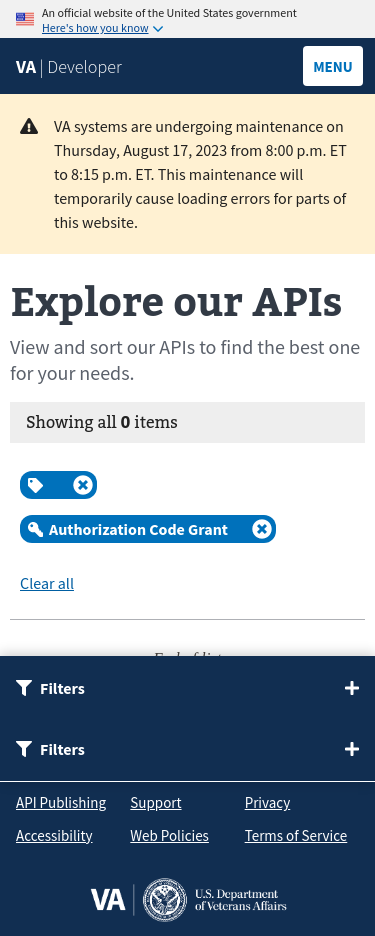 An official website of the United States government
Here's how you know
VA | Developer
MENU
VA systems are undergoing maintenance on
Thursday, August 17, 2023 from 8:00 p.m. ET
to 8:15 p.m. ET. This maintenance will
temporarily cause loading errors for parts of
this website.
Explore our APIs
View and sort our APIs to find the best one
for your needs.
Showing all 0 items
Authorization Code Grant
Clear all
Filters
Filters
API Publishing Support Privacy
Accessibility Web Policies Terms of Service
VA
U.S. Department
of Veterans Affairs